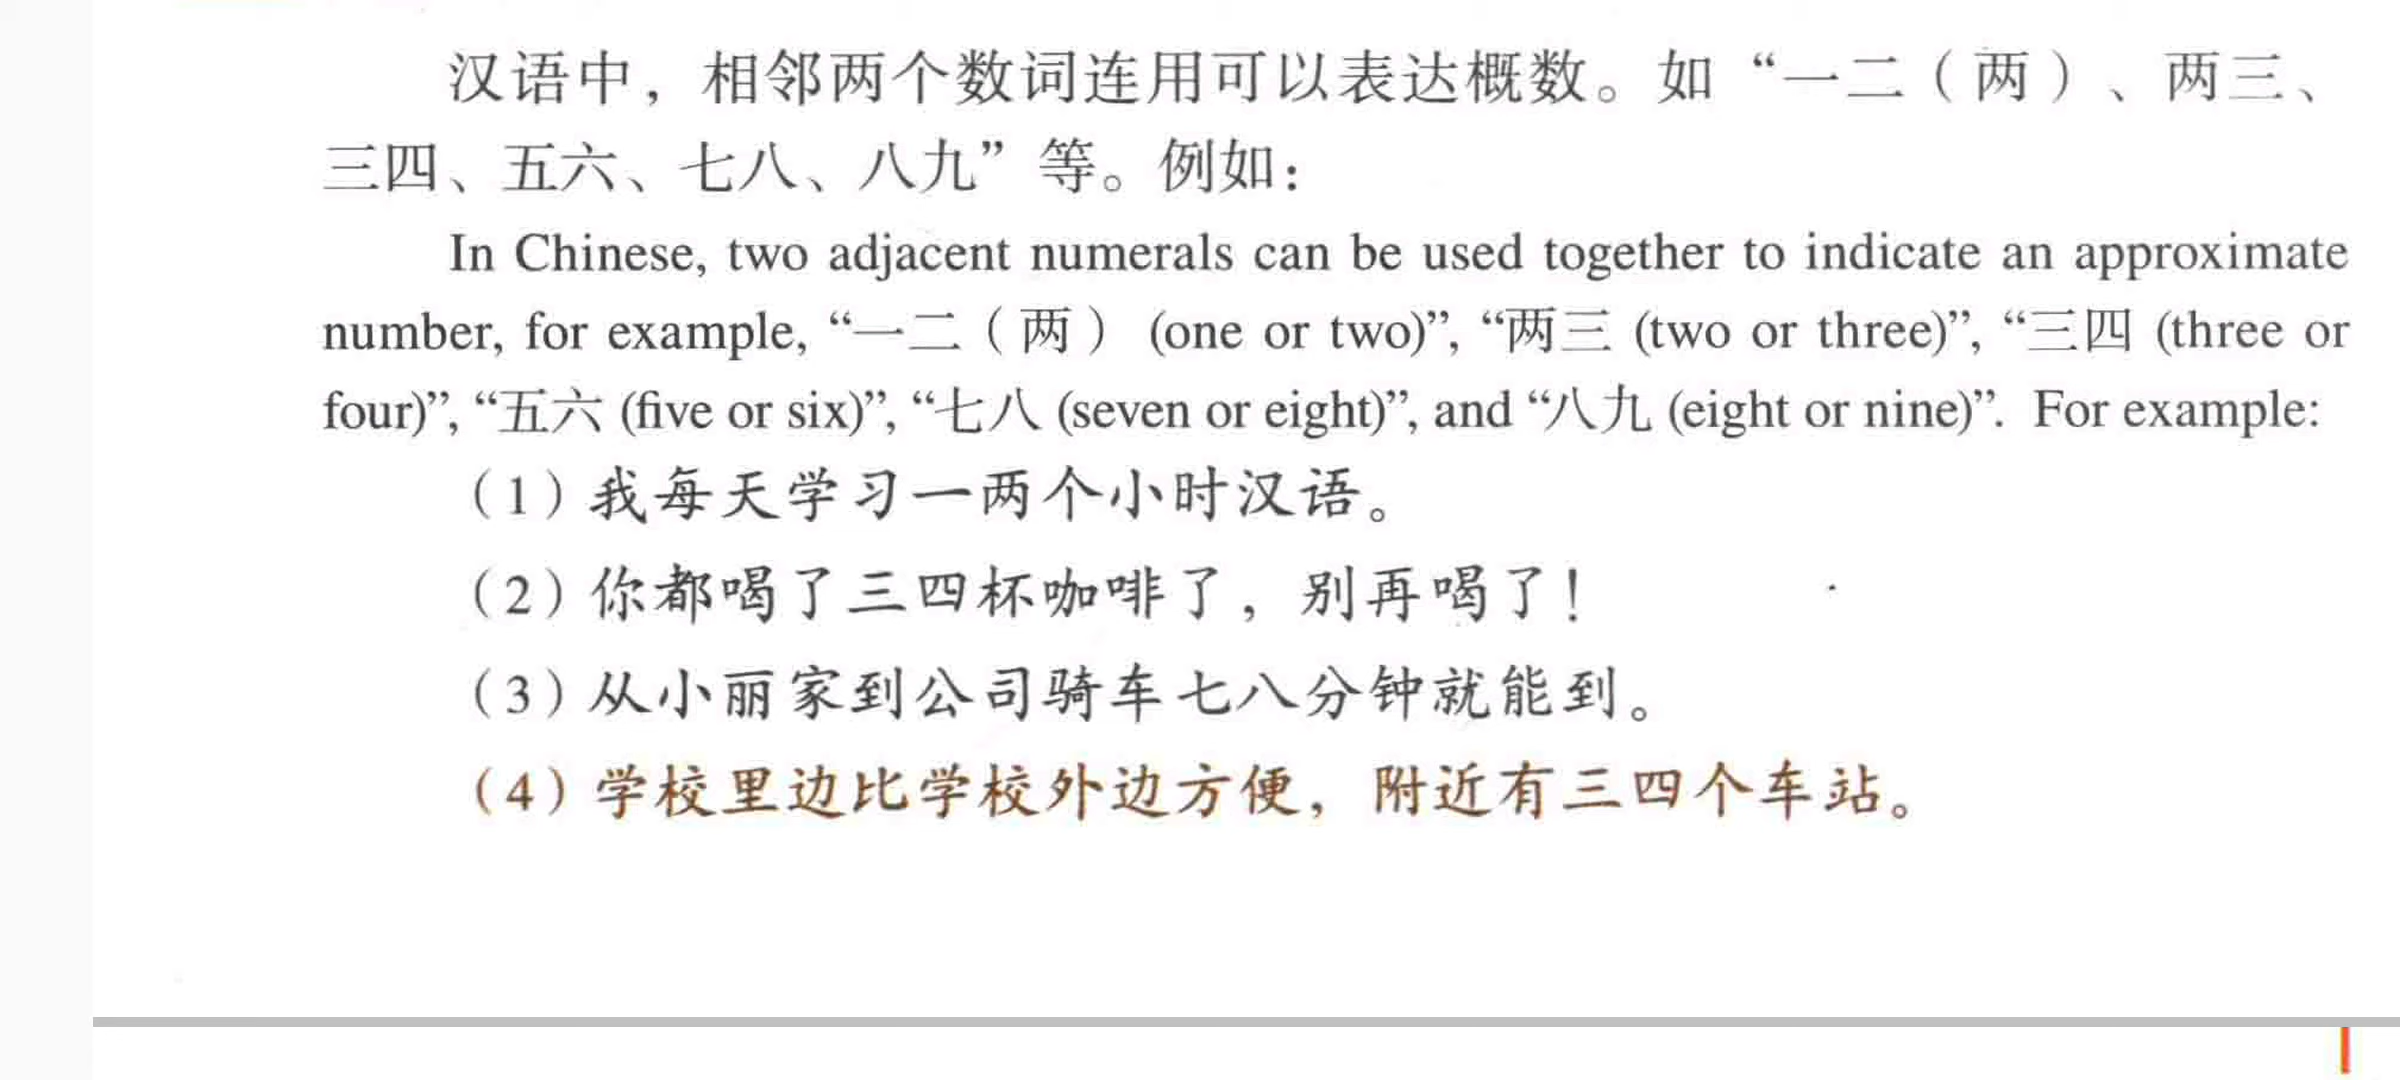 汉语中，相邻两个数词连用可以表达概数。如“一二（两）、两三、
三四、五六、七八、八九”等。例如：
In Chinese, two adjacent numerals can be used together to indicate an approximate
number, for example, “一二（两） (one or two)”, “两三 (two or three)”, “三四 (three or
four)”, “五六 (five or six)”, “七八 (seven or eight)”, and “八九 (eight or nine)”. For example:
（1）我每天学习一两个小时汉语。
（2）你都喝了三四杯咖啡了，别再喝了！
（3）从小丽家到公司骑车七八分钟就能到。
（4）学校里边比学校外边方便，附近有三四个车站。